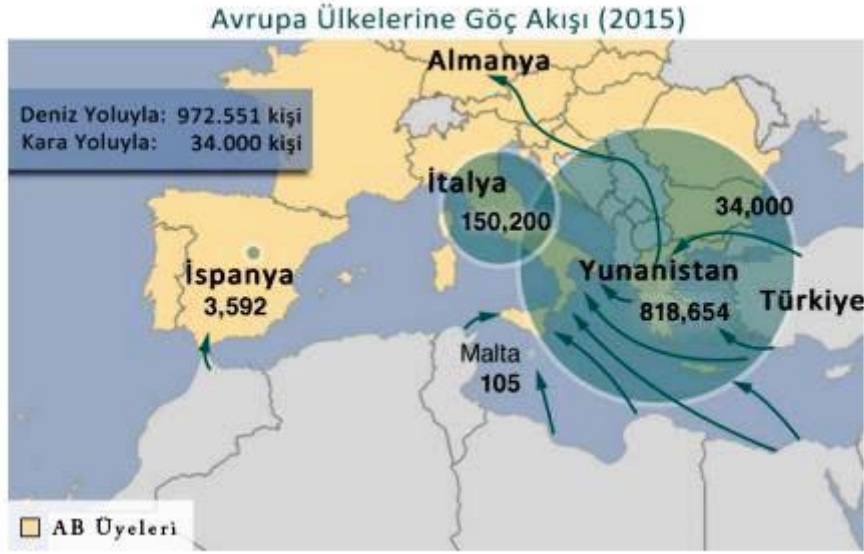 Avrupa Ülkelerine Göç Akışı (2015)
Almanya
Deniz Yoluyla: 972.551 kişi
Kara Yoluyla: 34.000 kişi
İtalya
150,200
34,000
İspanya
3,592
Yunanistan
818,654
Türkiye
Malta
105
AB Üyeleri